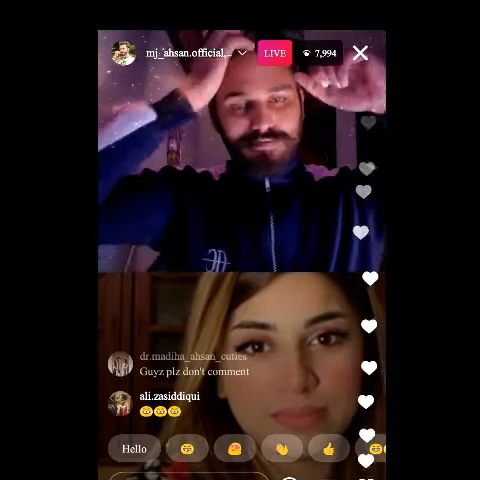 mj_ahsan.official,...
LIVE
7,994
dr.madiha_ahsan_cuties
Guyz plz don't comment
ali.zasiddiqui
😂😂😂
Hello